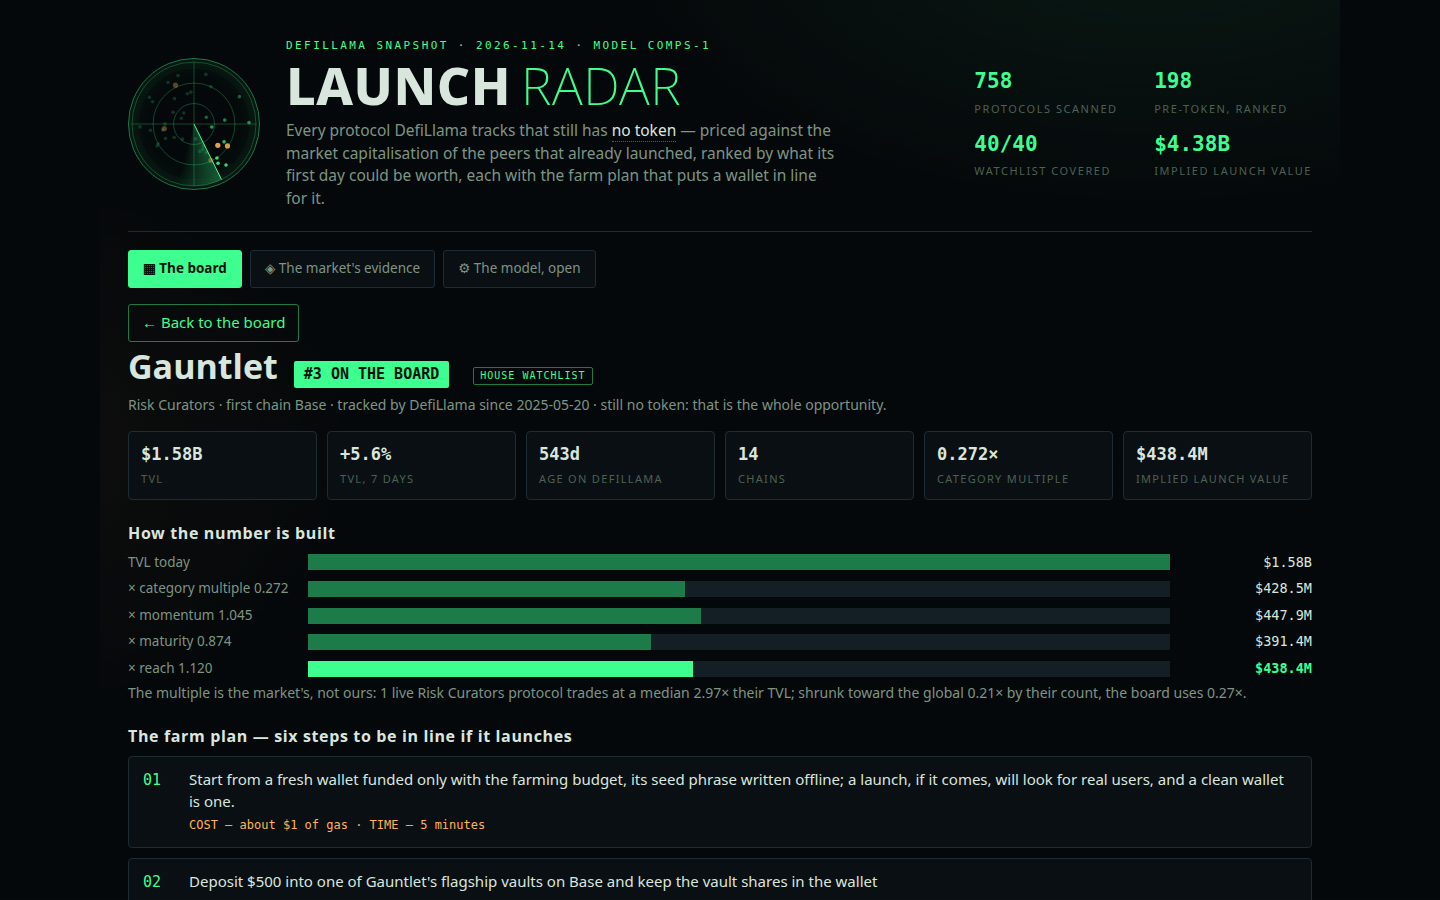 DEFILLAMA SNAPSHOT · 2026-11-14 · MODEL COMPS-1
LAUNCH RADAR
Every protocol DefiLlama tracks that still has no token — priced against the
market capitalisation of the peers that already launched, ranked by what its
first day could be worth, each with the farm plan that puts a wallet in line
for it.
758
PROTOCOLS SCANNED
198
PRE-TOKEN, RANKED
40/40
WATCHLIST COVERED
$4.38B
IMPLIED LAUNCH VALUE
▦ The board
◈ The market's evidence
⚙ The model, open
← Back to the board
Gauntlet #3 ON THE BOARD HOUSE WATCHLIST
Risk Curators · first chain Base · tracked by DefiLlama since 2025-05-20 · still no token: that is the whole opportunity.
$1.58B
TVL
+5.6%
TVL, 7 DAYS
543d
AGE ON DEFILLAMA
14
CHAINS
0.272×
CATEGORY MULTIPLE
$438.4M
IMPLIED LAUNCH VALUE
How the number is built
TVL today $1.58B
× category multiple 0.272 $428.5M
× momentum 1.045 $447.9M
× maturity 0.874 $391.4M
× reach 1.120 $438.4M
The multiple is the market's, not ours: 1 live Risk Curators protocol trades at a median 2.97× their TVL; shrunk toward the global 0.21× by their count, the board uses 0.27×.
The farm plan — six steps to be in line if it launches
01 Start from a fresh wallet funded only with the farming budget, its seed phrase written offline; a launch, if it comes, will look for real users, and a clean wallet
is one.
COST — about $1 of gas · TIME — 5 minutes
02 Deposit $500 into one of Gauntlet's flagship vaults on Base and keep the vault shares in the wallet